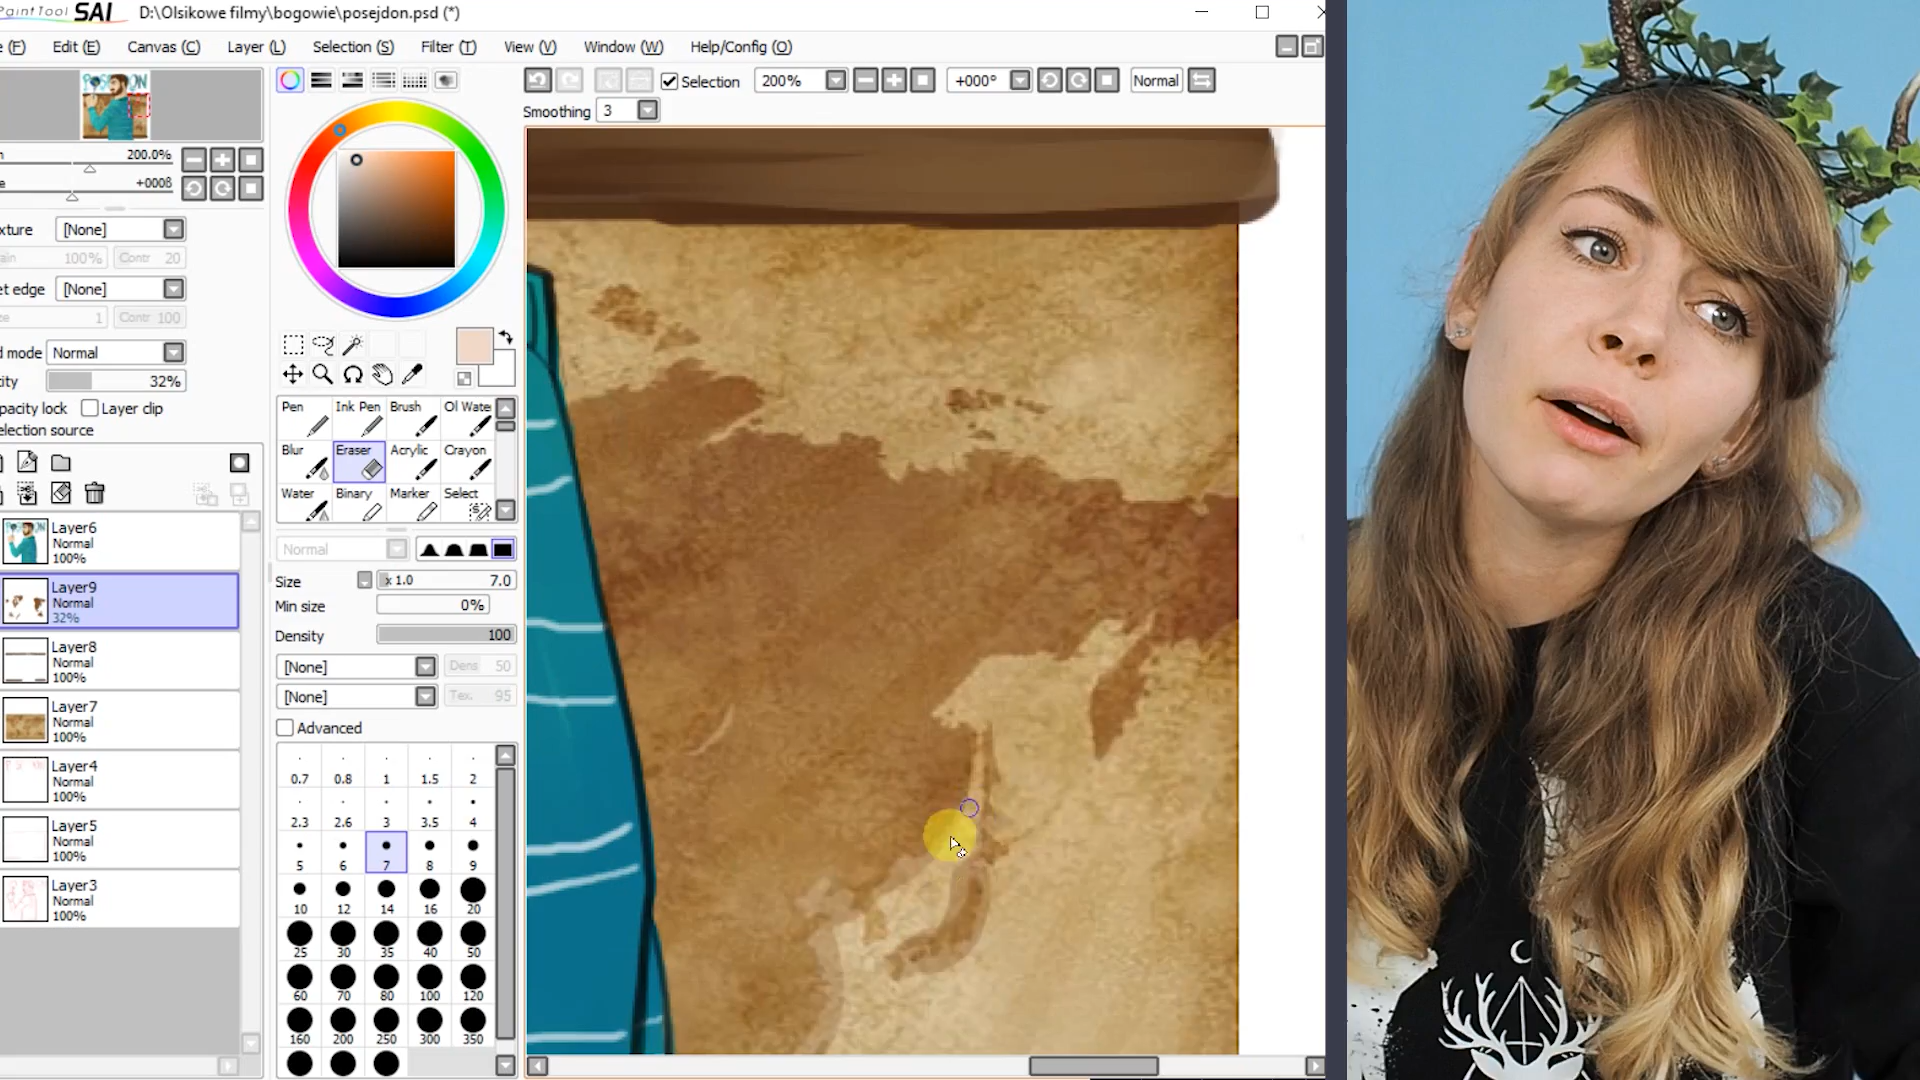 PaintTool SAI D:\Olsikowe filmy\bogowie\posejdon.psd (*)
(F) Edit (E) Canvas (C) Layer (L) Selection (S) Filter (T) View (V) Window (W) Help/Config (O)
Selection 200% +000° Normal
Smoothing 3
200.0%
+000ß
xture [None]
ain 100% Contr 20
et edge [None]
ze 1 Contr 100
d mode Normal
ity 32%
pacity lock Layer clip
election source
Layer6
Normal
100%
Layer9
Normal
32%
Layer8
Normal
100%
Layer7
Normal
100%
Layer4
Normal
100%
Layer5
Normal
100%
Layer3
Normal
100%
Pen Ink Pen Brush Ol Wate
Blur Eraser Acrylic Crayon
Water Binary Marker Select
Normal
Size x 1.0 7.0
Min size 0%
Density 100
[None] Dens 50
[None] Tex. 95
Advanced
0.7 0.8 1 1.5 2
2.3 2.6 3 3.5 4
5 6 7 8 9
10 12 14 16 20
25 30 35 40 50
60 70 80 100 120
160 200 250 300 350